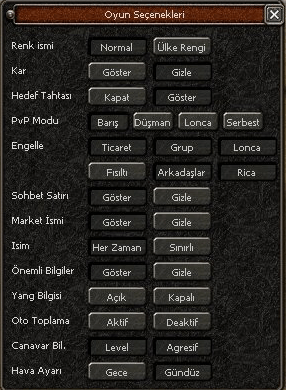 Oyun Seçenekleri
Renk ismi Normal Ülke Rengi
Kar Göster Gizle
Hedef Tahtası Kapat Göster
PvP Modu Barış Düşman Lonca Serbest
Engelle Ticaret Grup Lonca
Fısıltı Arkadaşlar Rica
Sohbet Satırı Göster Gizle
Market İsmi Göster Gizle
Isim Her Zaman Sınırlı
Önemli Bilgiler Göster Gizle
Yang Bilgisi Açık Kapalı
Oto Toplama Aktif Deaktif
Canavar Bil. Level Agresif
Hava Ayarı Gece Gündüz